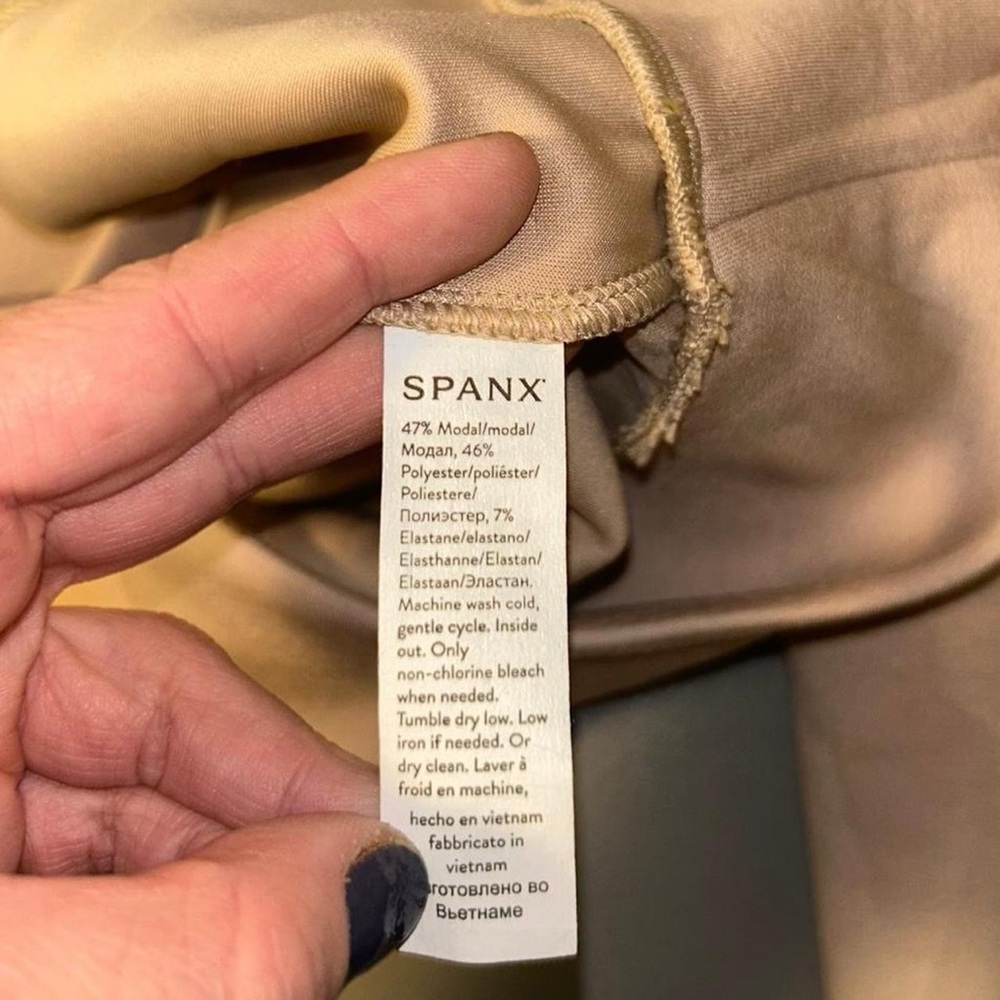 SPANX
47% Modal/modal/
Модал, 46%
Polyester/poliéster/
Poliestere/
Полиэстер, 7%
Elastane/elastano/
Elasthanne/Elastan/
Elastaan/Эластан.
Machine wash cold,
gentle cycle. Inside
out. Only
non-chlorine bleach
when needed.
Tumble dry low. Low
iron if needed. Or
dry clean. Laver à
froid en machine,
hecho en vietnam
fabbricato in
vietnam
во
Вьетнаме